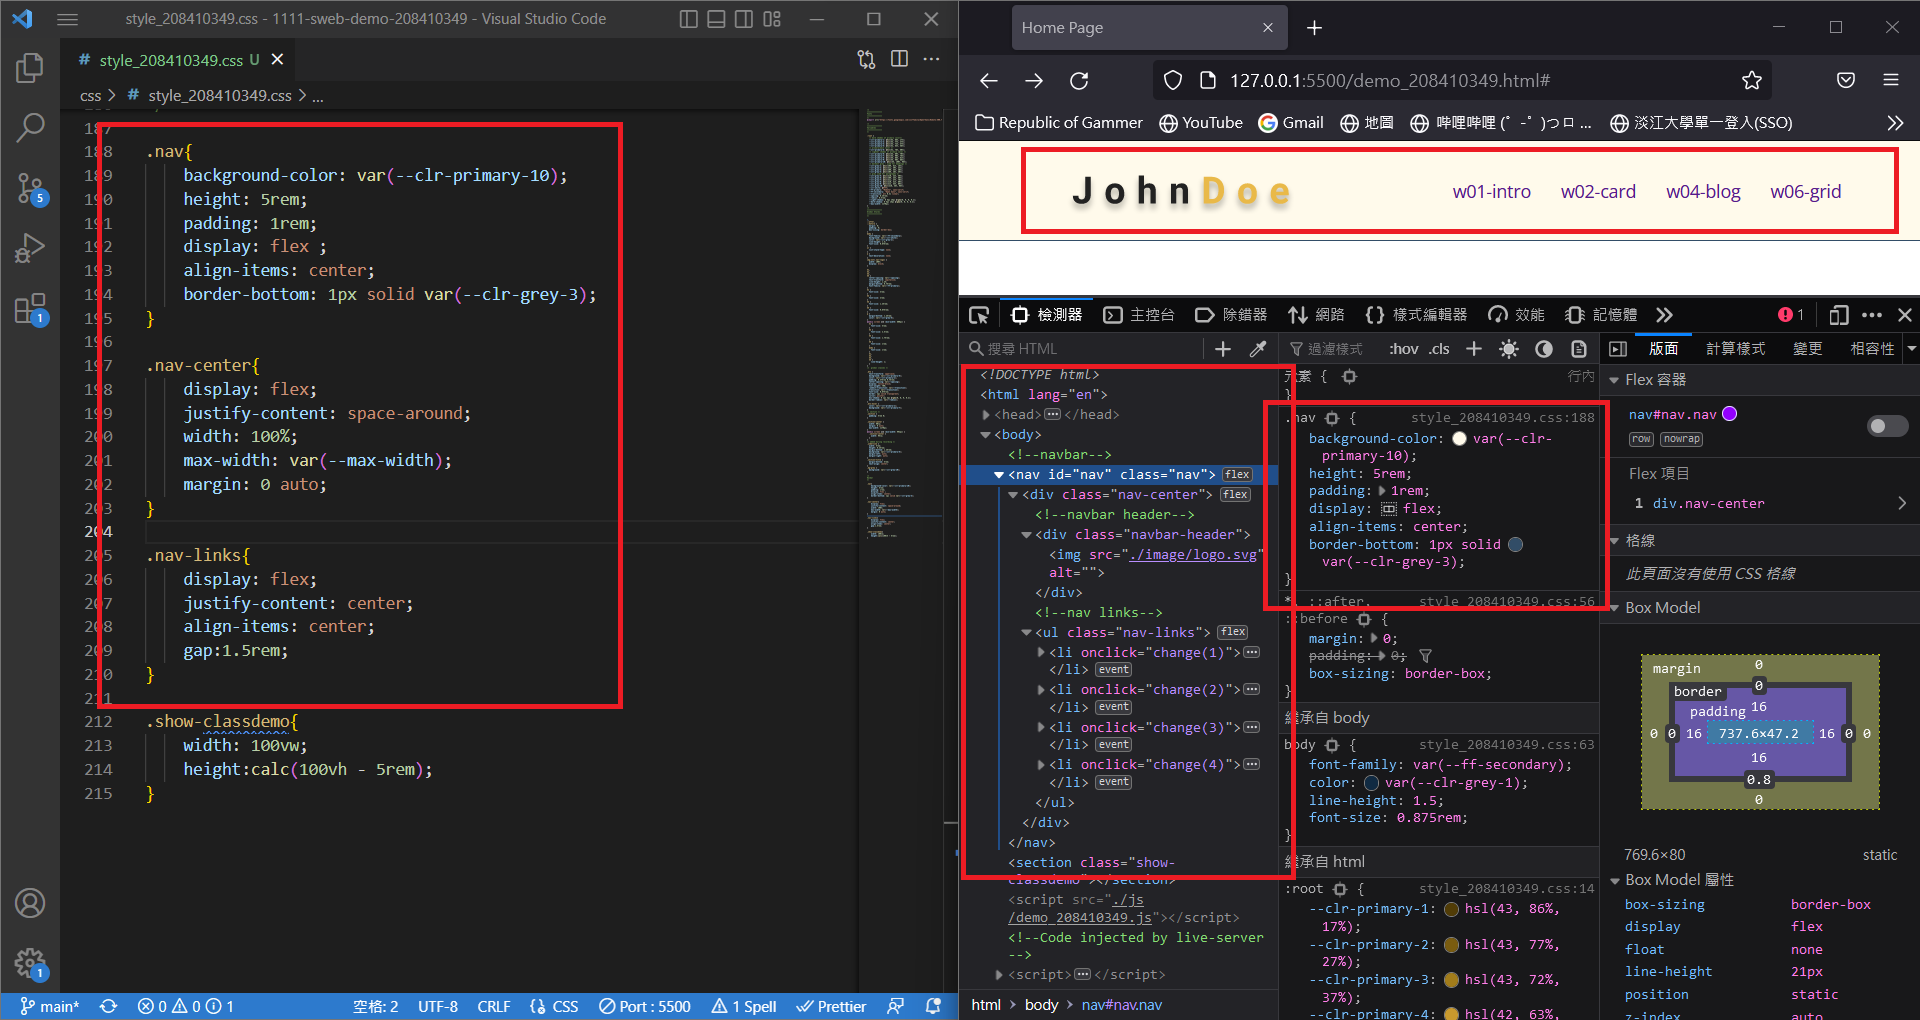 style_208410349.css - 1111-sweb-demo-208410349 - Visual Studio Code
# style_208410349.css U
css > # style_208410349.css > ...
187
188 .nav{
189 background-color: var(--clr-primary-10);
190 height: 5rem;
191 padding: 1rem;
192 display: flex ;
193 align-items: center;
194 border-bottom: 1px solid var(--clr-grey-3);
195 }
196
197 .nav-center{
198 display: flex;
199 justify-content: space-around;
200 width: 100%;
201 max-width: var(--max-width);
202 margin: 0 auto;
203 }
204
205 .nav-links{
206 display: flex;
207 justify-content: center;
208 align-items: center;
209 gap:1.5rem;
210 }
211
212 .show-classdemo{
213 width: 100vw;
214 height:calc(100vh - 5rem);
215 }
5
1
1
main* 0 0 1 空格: 2 UTF-8 CRLF {} CSS Port : 5500 1 Spell Prettier
Home Page
127.0.0.1:5500/demo_208410349.html#
Republic of Gammer YouTube Gmail 地圖 哔哩哔哩 (゜-゜)つロ ... 淡江大學單一登入(SSO)
JohnDoe w01-intro w02-card w04-blog w06-grid
檢測器 主控台 除錯器 網路 {} 樣式編輯器 效能 記憶體 1
搜尋 HTML
<!DOCTYPE html>
<html lang="en">
<head> </head>
<body>
<!--navbar-->
<nav id="nav" class="nav"> flex
<div class="nav-center"> flex
<!--navbar header-->
<div class="navbar-header">
<img src="./image/logo.svg"
alt="">
</div>
<!--nav links-->
<ul class="nav-links"> flex
<li onclick="change(1)">
</li> event
<li onclick="change(2)">
</li> event
<li onclick="change(3)">
</li> event
<li onclick="change(4)">
</li> event
</ul>
</div>
</nav>
<section class="show-
classdemo"></section>
<script src="./js
/demo_208410349.js"></script>
<!--Code injected by live-server
-->
<script> </script>
html > body > nav#nav.nav
過濾樣式 :hov .cls
元素 { 行內
}
.nav { style_208410349.css:188
background-color: var(--clr-
primary-10);
height: 5rem;
padding: 1rem;
display: flex;
align-items: center;
border-bottom: 1px solid
var(--clr-grey-3);
}
*, ::after, style_208410349.css:56
::before {
margin: 0;
padding: 0;
box-sizing: border-box;
}
繼承自 body
body { style_208410349.css:63
font-family: var(--ff-secondary);
color: var(--clr-grey-1);
line-height: 1.5;
font-size: 0.875rem;
}
繼承自 html
:root { style_208410349.css:14
--clr-primary-1: hsl(43, 86%,
17%);
--clr-primary-2: hsl(43, 77%,
27%);
--clr-primary-3: hsl(43, 72%,
37%);
--clr-primary-4: hsl(42, 63%,
版面 計算樣式 變更 相容性
Flex 容器
nav#nav.nav
row nowrap
Flex 項目
1 div.nav-center
格線
此頁面沒有使用 CSS 格線
Box Model
margin 0
border 0
padding 16
0 0 16 737.6×47.2 16 0 0
16
0.8
0
769.6×80 static
Box Model 屬性
box-sizing border-box
display flex
float none
line-height 21px
position static
z-index auto